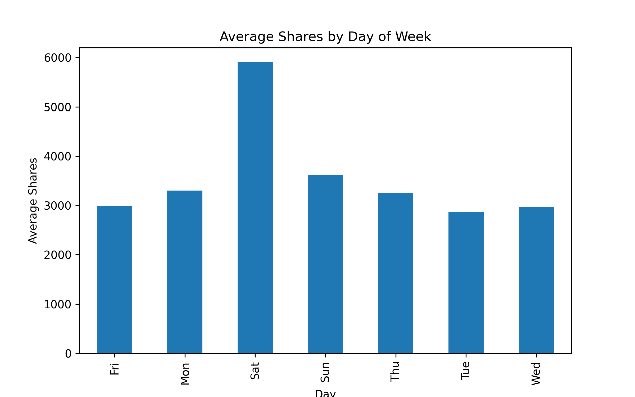 Average Shares by Day of Week
Average Shares
6000
5000
4000
3000
2000
1000
0
Fri
Mon
Sat
Sun
Thu
Tue
Wed
Day